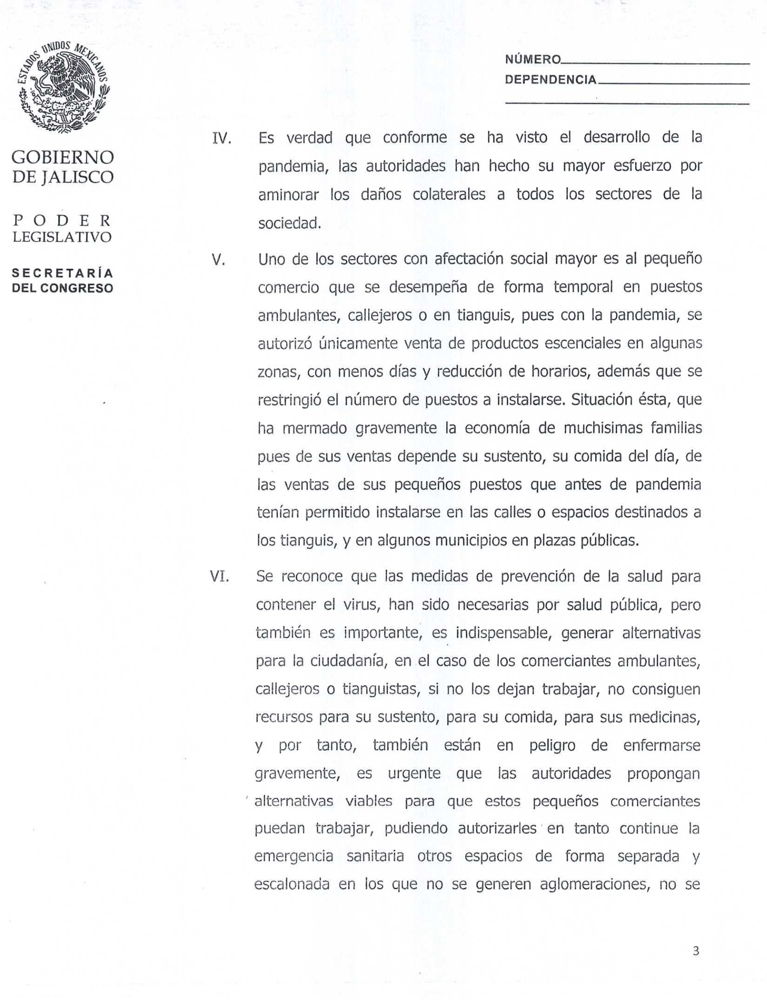 ESTADOS UNIDOS MEXICANOS
GOBIERNO
DE JALISCO
PODER
LEGISLATIVO
SECRETARÍA
DEL CONGRESO
NÚMERO
DEPENDENCIA
IV. Es verdad que conforme se ha visto el desarrollo de la
pandemia, las autoridades han hecho su mayor esfuerzo por
aminorar los daños colaterales a todos los sectores de la
sociedad.
V. Uno de los sectores con afectación social mayor es al pequeño
comercio que se desempeña de forma temporal en puestos
ambulantes, callejeros o en tianguis, pues con la pandemia, se
autorizó únicamente venta de productos escenciales en algunas
zonas, con menos días y reducción de horarios, además que se
restringió el número de puestos a instalarse. Situación ésta, que
ha mermado gravemente la economía de muchisimas familias
pues de sus ventas depende su sustento, su comida del día, de
las ventas de sus pequeños puestos que antes de pandemia
tenían permitido instalarse en las calles o espacios destinados a
los tianguis, y en algunos municipios en plazas públicas.
VI. Se reconoce que las medidas de prevención de la salud para
contener el virus, han sido necesarias por salud pública, pero
también es importante, es indispensable, generar alternativas
para la ciudadanía, en el caso de los comerciantes ambulantes,
callejeros o tianguistas, si no los dejan trabajar, no consiguen
recursos para su sustento, para su comida, para sus medicinas,
y por tanto, también están en peligro de enfermarse
gravemente, es urgente que las autoridades propongan
alternativas viables para que estos pequeños comerciantes
puedan trabajar, pudiendo autorizarles en tanto continue la
emergencia sanitaria otros espacios de forma separada y
escalonada en los que no se generen aglomeraciones, no se
3